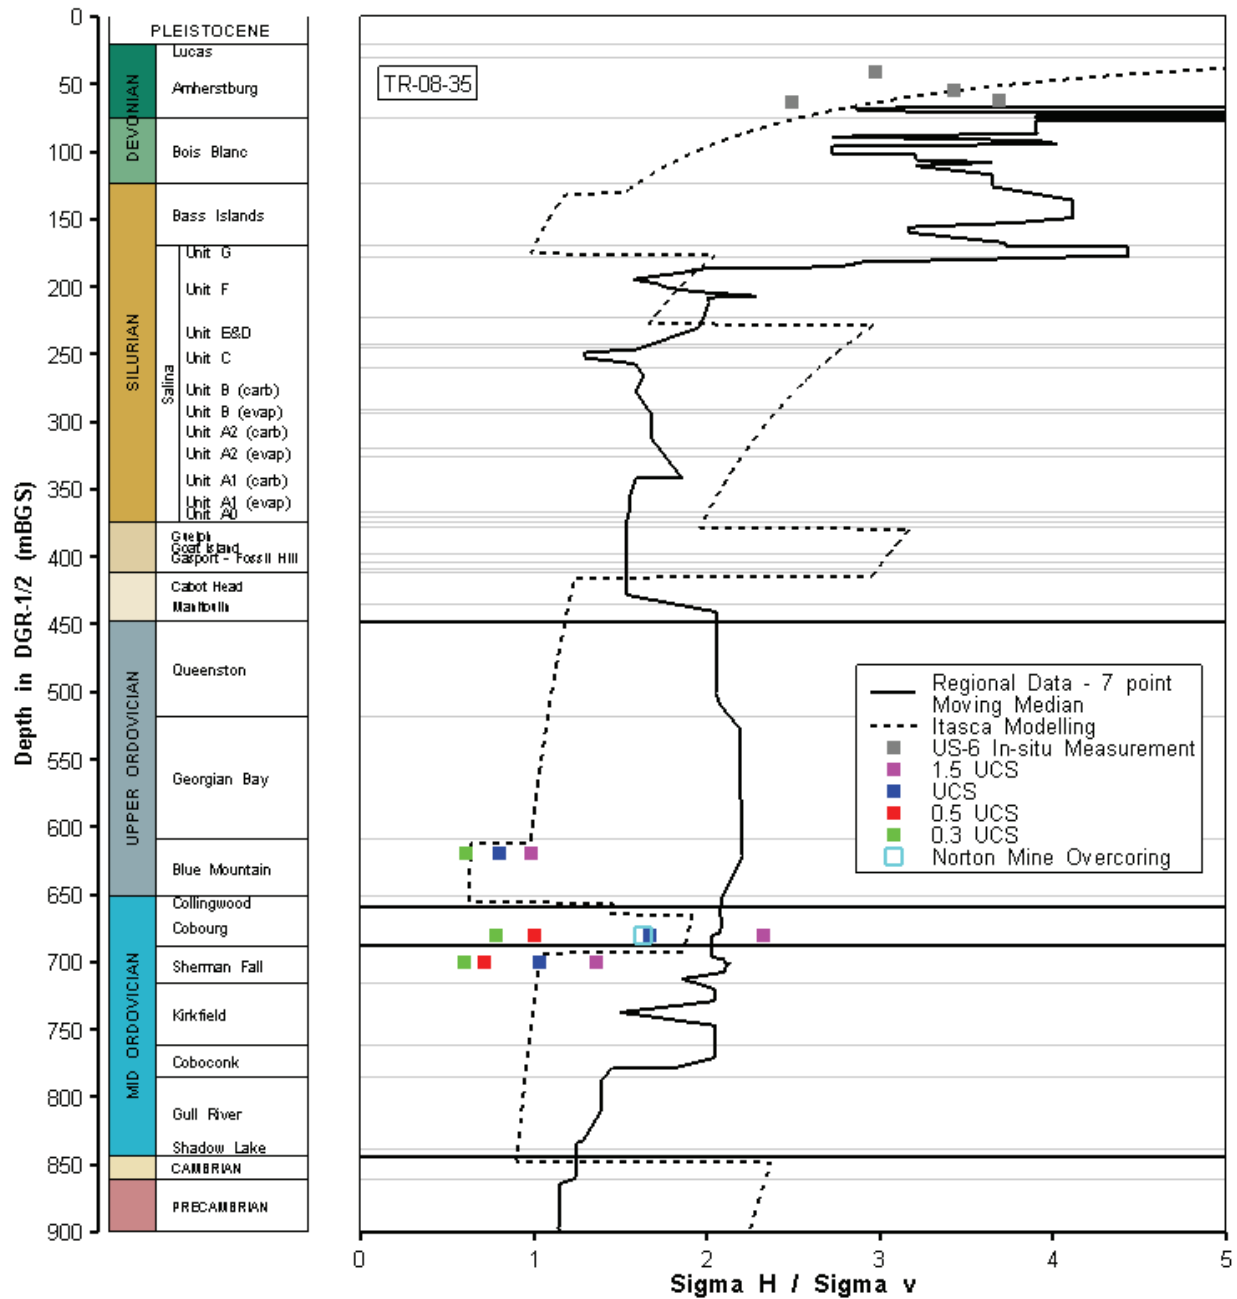 PLEISTOCENE
DEVONIAN
SILURIAN
UPPER ORDOVICIAN
MID ORDOVICIAN
Lucas
Amherstburg
Bois Blanc
Bass Islands
Salina
Unit G
Unit F
Unit E&D
Unit C
Unit B (carb)
Unit B (evap)
Unit A2 (carb)
Unit A2 (evap)
Unit A1 (carb)
Unit A1 (evap)
Unit A0
Guelph
Goat Island
Gasport - Fossil Hill
Cabot Head
Manitoulin
Queenston
Georgian Bay
Blue Mountain
Collingwood
Cobourg
Sherman Fall
Kirkfield
Coboconk
Gull River
Shadow Lake
CAMBRIAN
PRECAMBRIAN
Depth in DGR-1/2 (mBGS)
0
50
100
150
200
250
300
350
400
450
500
550
600
650
700
750
800
850
900
TR-08-35
Regional Data - 7 point
Moving Median
Itasca Modelling
US-6 In-situ Measurement
1.5 UCS
UCS
0.5 UCS
0.3 UCS
Norton Mine Overcoring
0 1 2 3 4 5
Sigma H / Sigma v